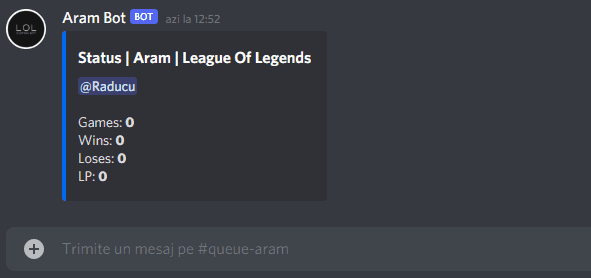 LOL
Aram Bot BOT azi la 12:52
Status | Aram | League Of Legends
@Raducu
Games: 0
Wins: 0
Loses: 0
LP: 0
Trimite un mesaj pe #queue-aram